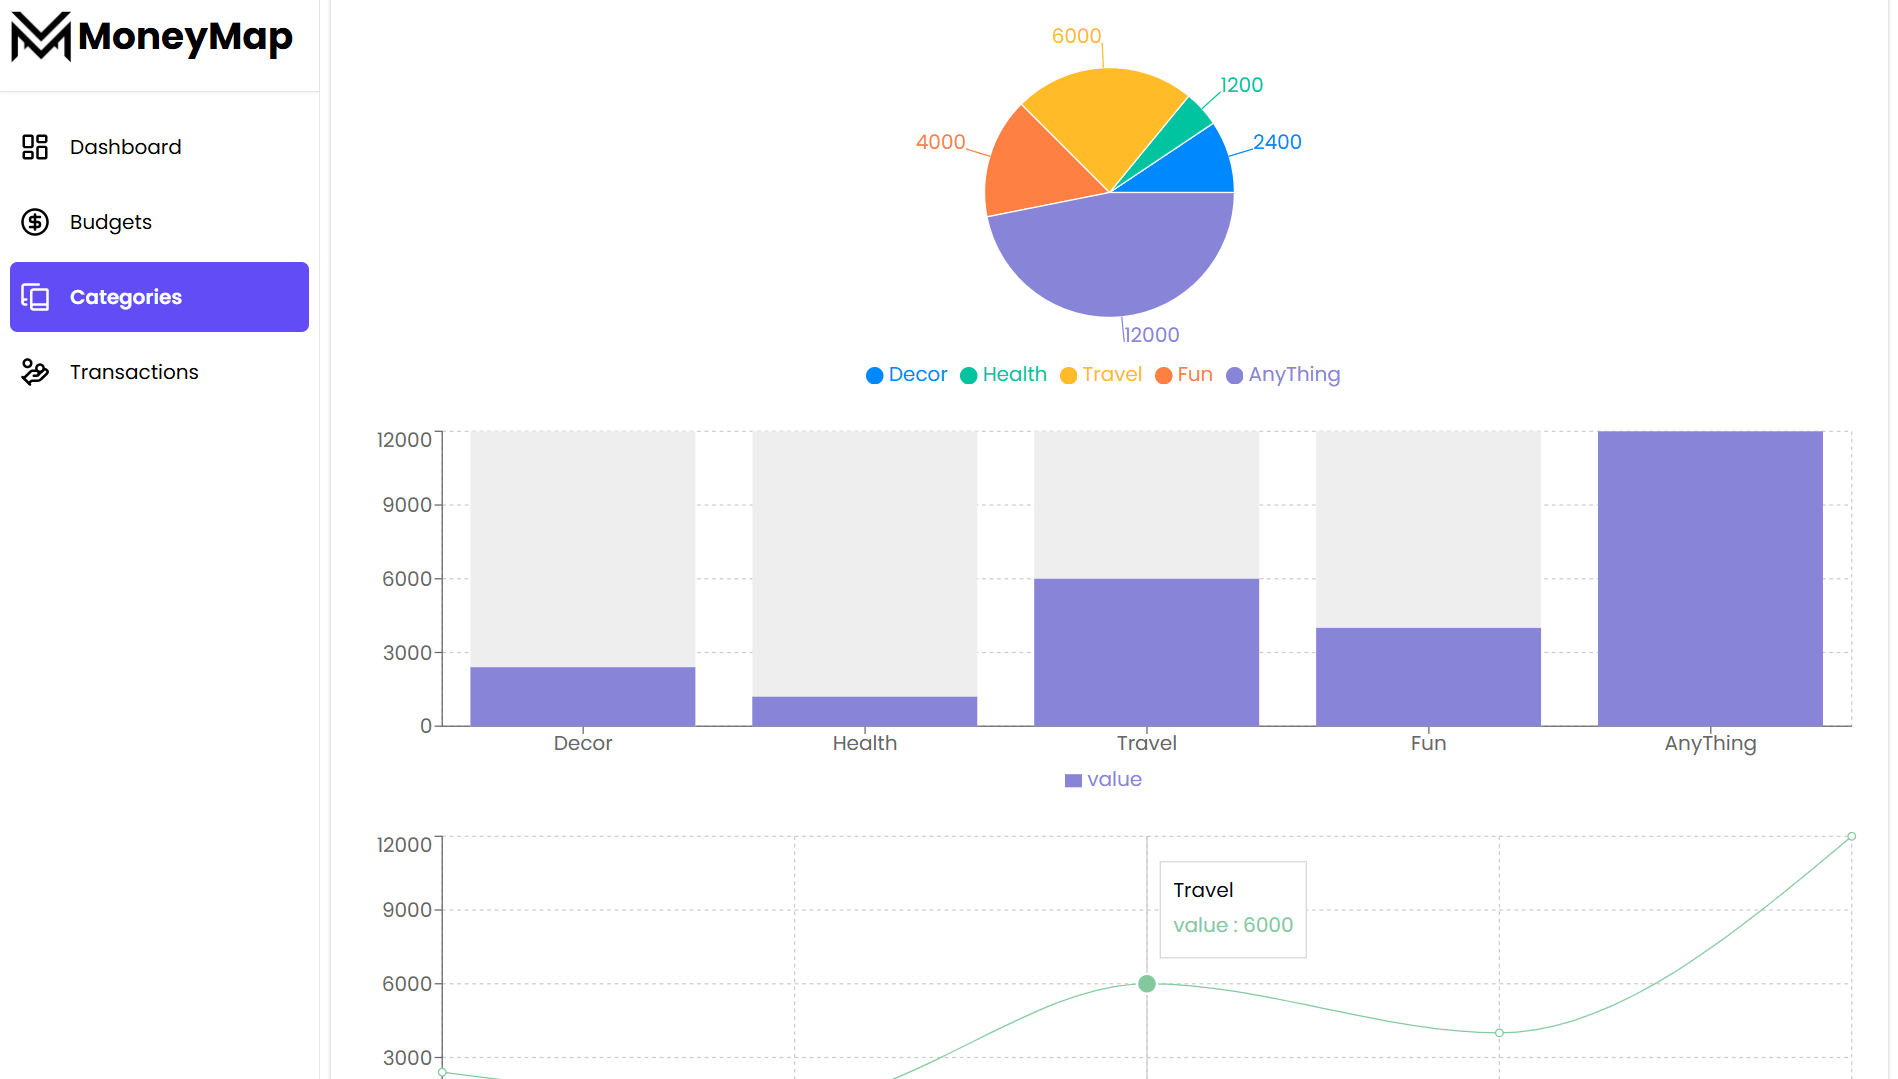 MoneyMap
Dashboard
Budgets
Categories
Transactions
6000
1200
4000
2400
12000
Decor Health Travel Fun AnyThing
12000
9000
6000
3000
0
Decor Health Travel Fun AnyThing
value
12000
9000
6000
3000
Travel
value : 6000